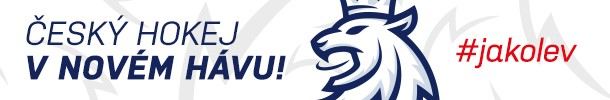 ČESKÝ HOKEJ
V NOVÉM HÁVU!
#jakolev